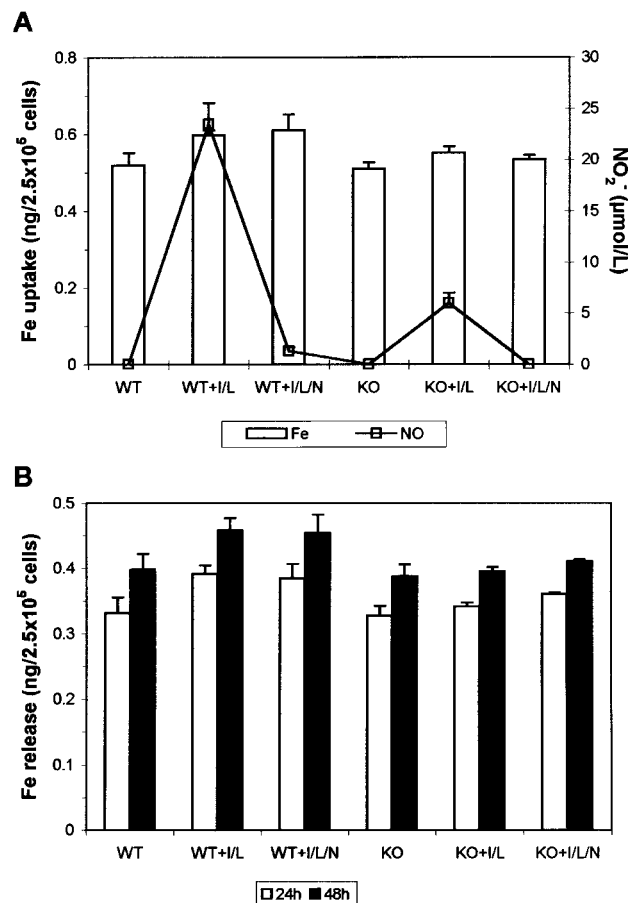 A
Fe uptake (ng/2.5x10⁵ cells)
0.8
0.6
0.4
0.2
0
30
25
20
15
10
5
0
NO₂⁻ (μmol/L)
WT WT+I/L WT+I/L/N KO KO+I/L KO+I/L/N
Fe NO
B
Fe release (ng/2.5x10⁵ cells)
0.5
0.4
0.3
0.2
0.1
0
WT WT+I/L WT+I/L/N KO KO+I/L KO+I/L/N
24h 48h